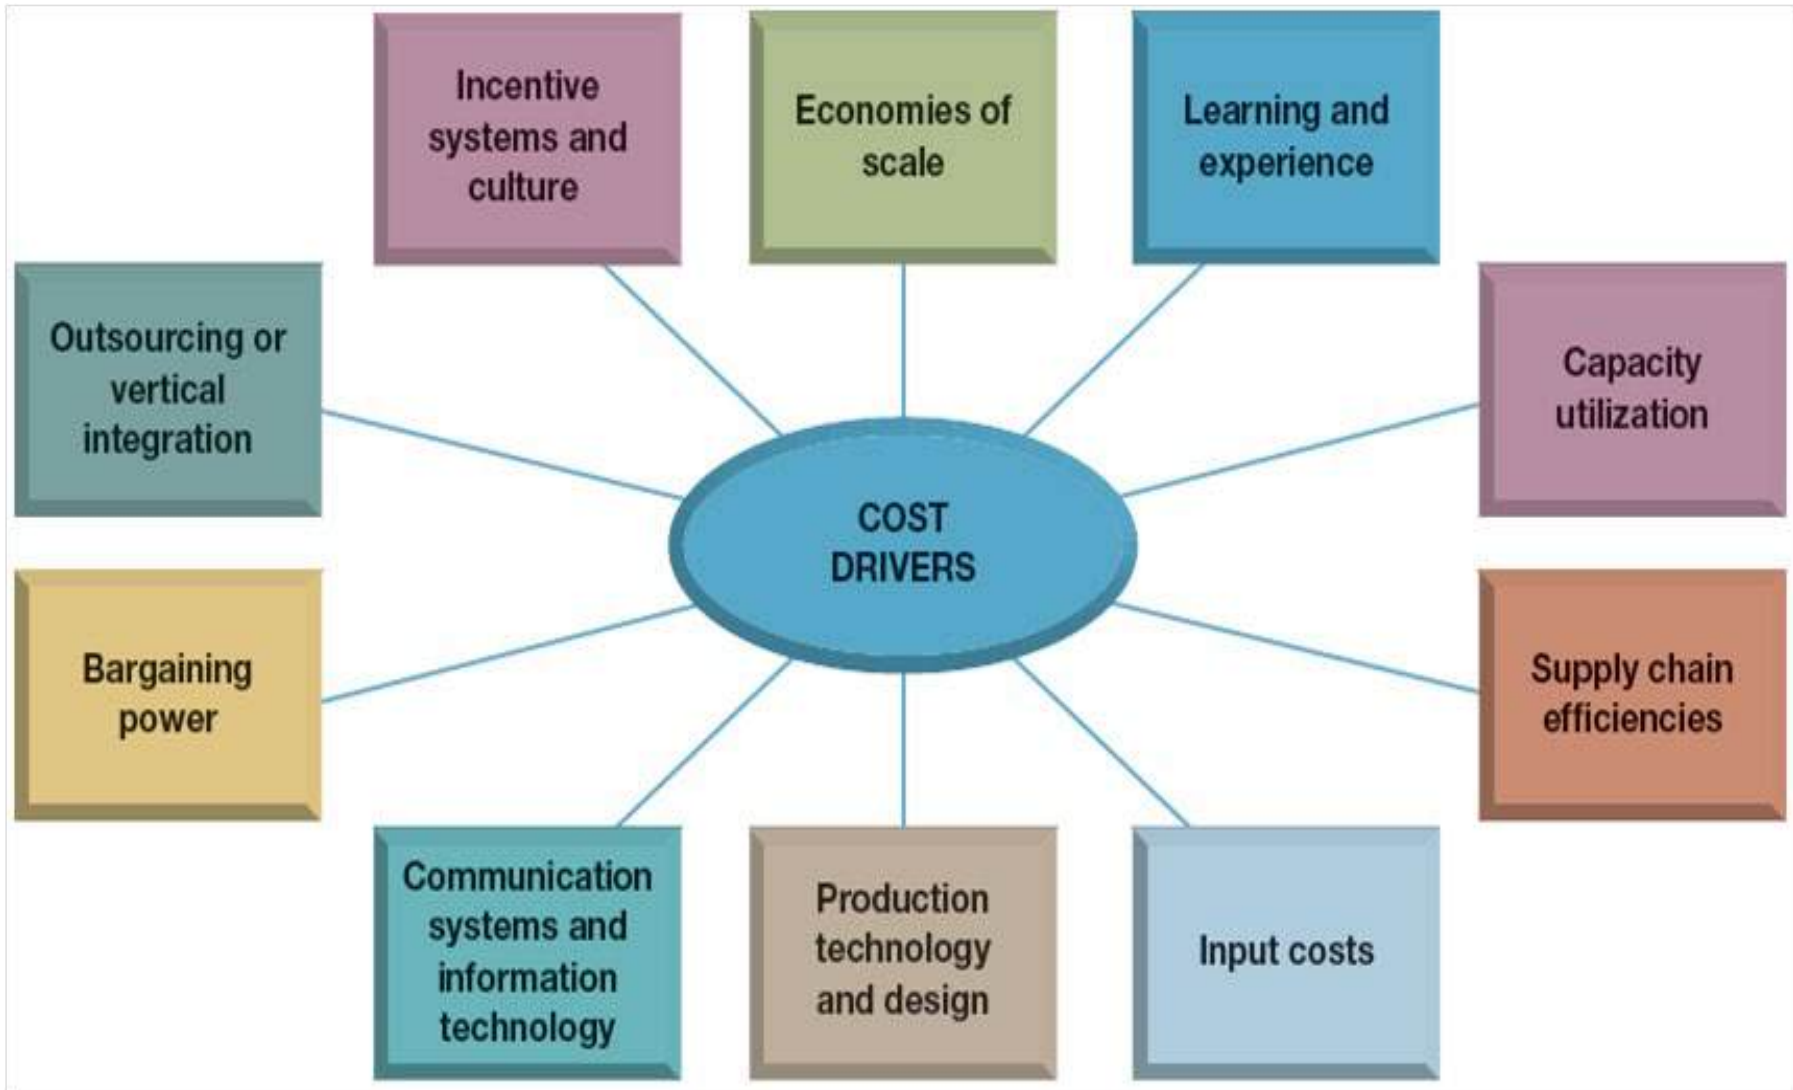 Incentive
systems and
culture
Economies of
scale
Learning and
experience
Outsourcing or
vertical
integration
Capacity
utilization
COST
DRIVERS
Bargaining
power
Supply chain
efficiencies
Communication
systems and
information
technology
Production
technology
and design
Input costs